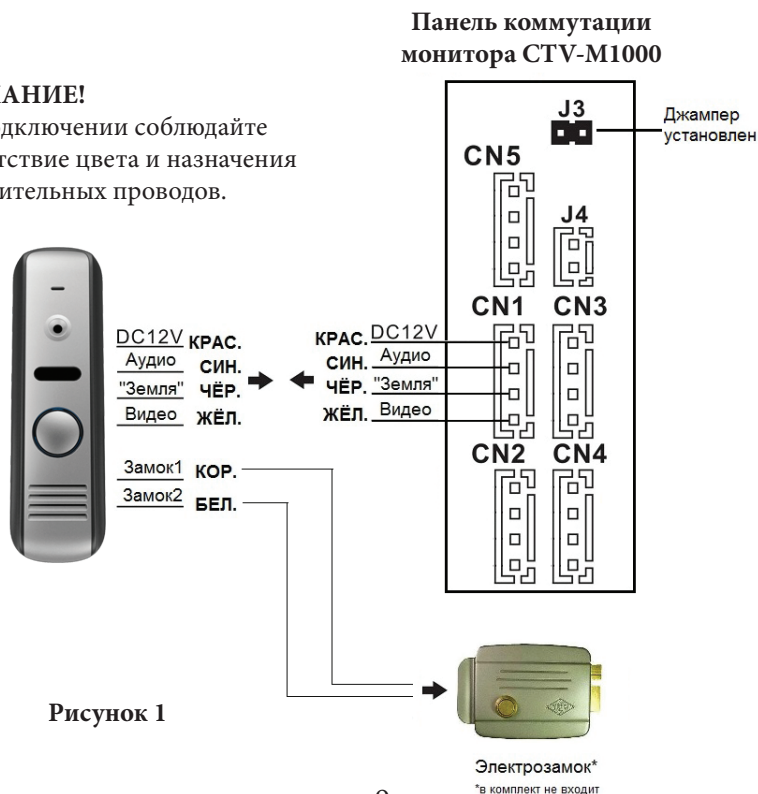 Панель коммутации
монитора CTV-M1000
АНИЕ!
одключении соблюдайте
тствие цвета и назначения
ительных проводов.
J3
Джампер
установлен
CN5
J4
CN1 CN3
DC12V КРАС.
Аудио СИН.
"Земля" ЧЁР.
Видео ЖЁЛ.
КРАС. DC12V
СИН. Аудио
ЧЁР. "Земля"
ЖЁЛ. Видео
CN2 CN4
Замок1 КОР.
Замок2 БЕЛ.
Рисунок 1
Электрозамок*
*в комплект не входит